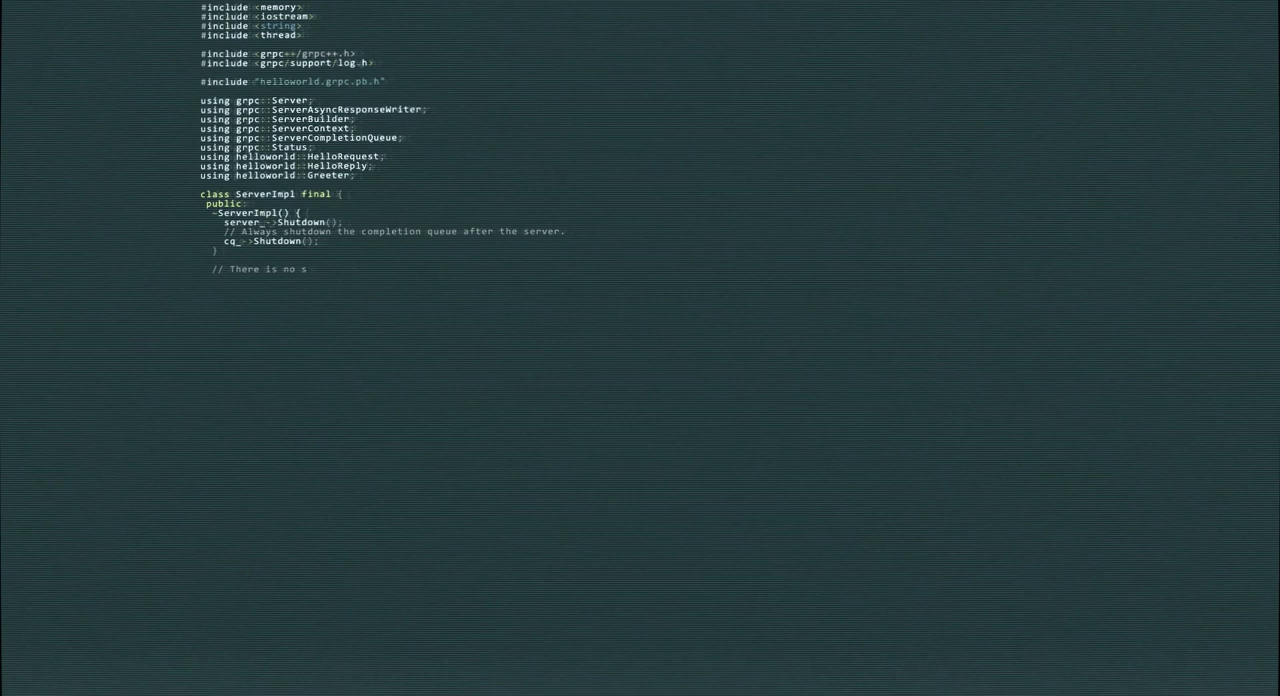 #include <memory>
#include <iostream>
#include <string>
#include <thread>
#include <grpc++/grpc++.h>
#include <grpc/support/log.h>
#include "helloworld.grpc.pb.h"
using grpc::Server;
using grpc::ServerAsyncResponseWriter;
using grpc::ServerBuilder;
using grpc::ServerContext;
using grpc::ServerCompletionQueue;
using grpc::Status;
using helloworld::HelloRequest;
using helloworld::HelloReply;
using helloworld::Greeter;
class ServerImpl final {
public:
~ServerImpl() {
server_->Shutdown();
// Always shutdown the completion queue after the server.
cq_->Shutdown();
}
// There is no s